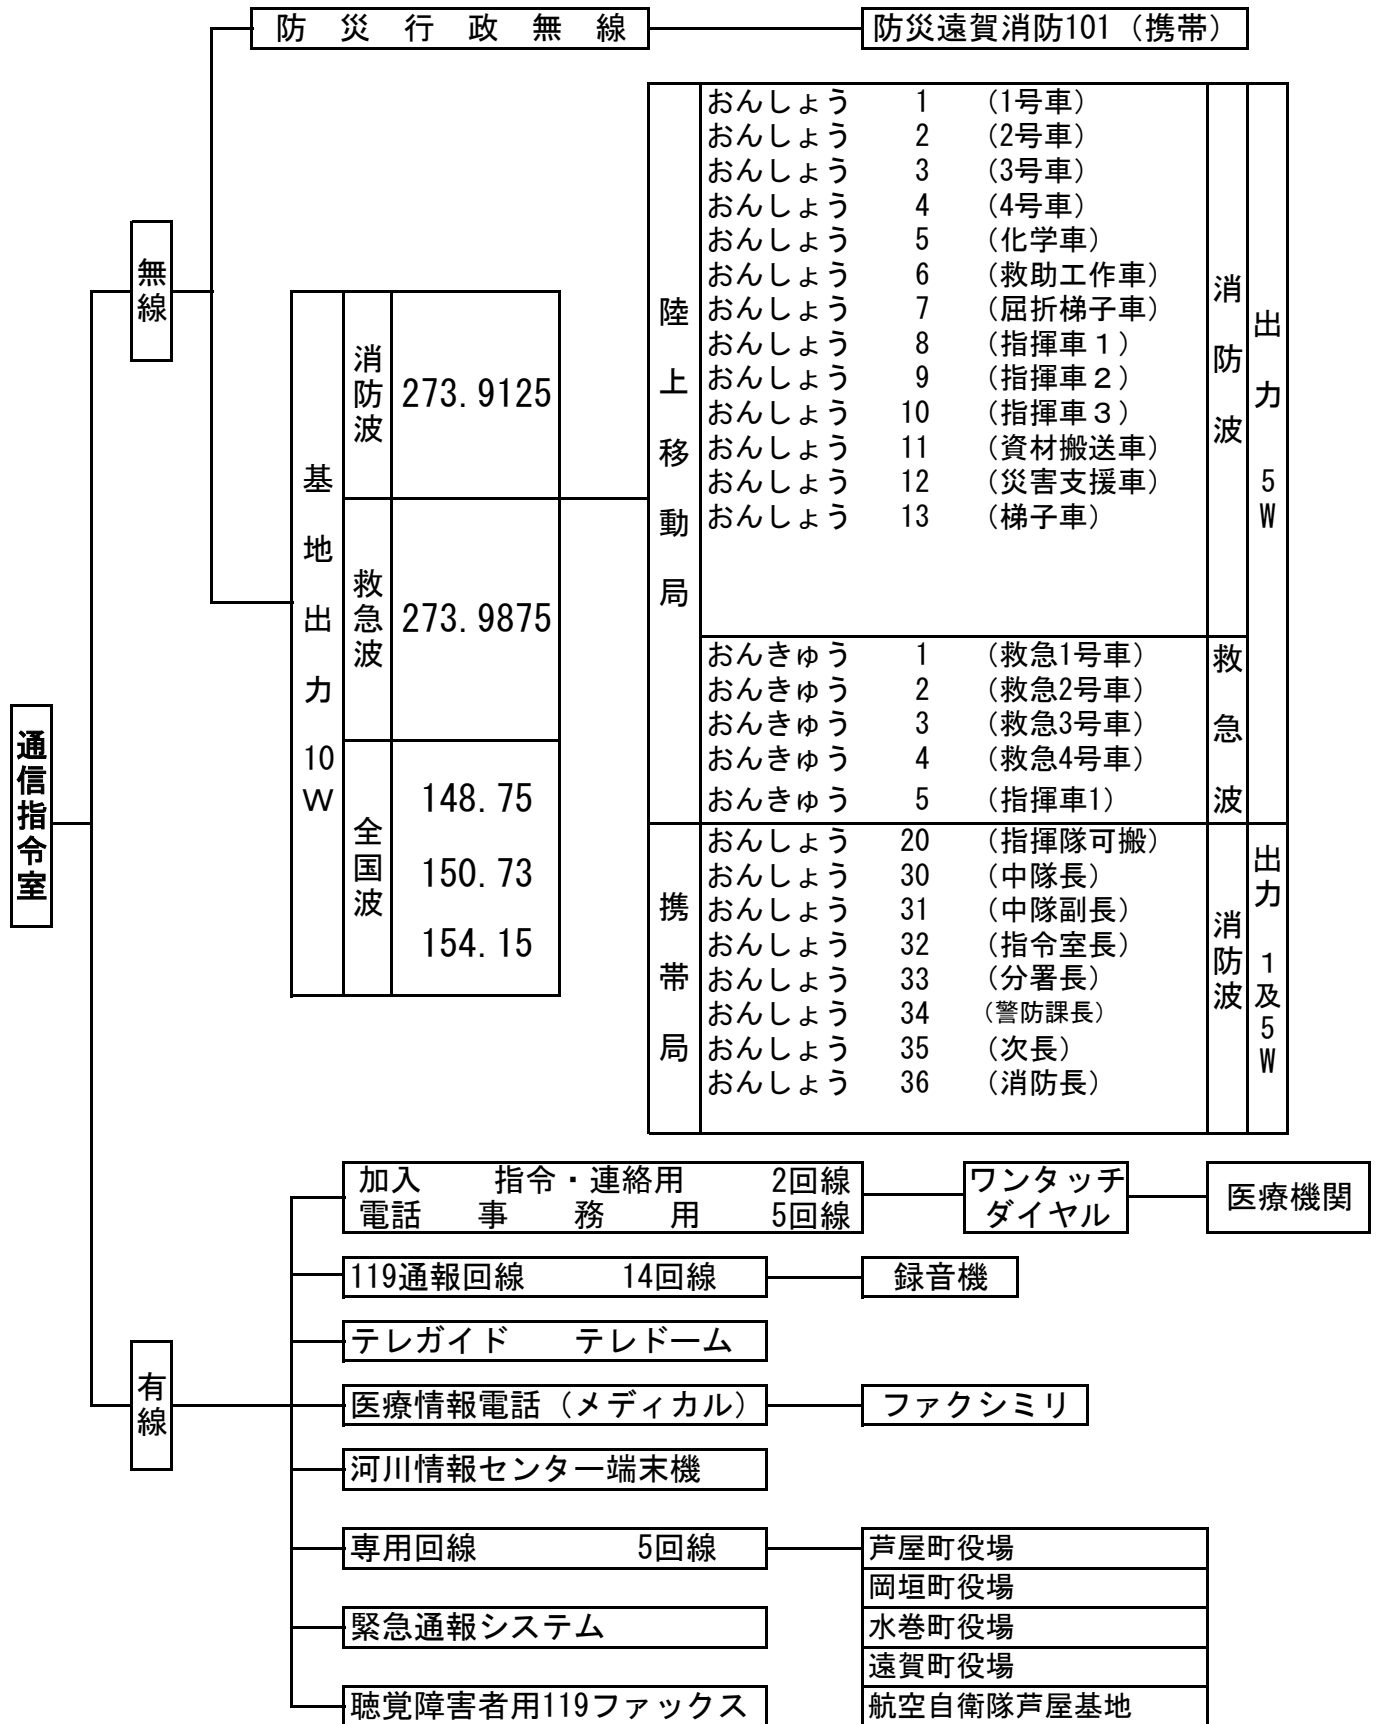 防災行政無線 防災遠賀消防101（携帯）
通信指令室
無線
基地出力10W
消防波 273.9125
救急波 273.9875
全国波 148.75
150.73
154.15
陸上移動局
おんしょう 1 （1号車）
おんしょう 2 （2号車）
おんしょう 3 （3号車）
おんしょう 4 （4号車）
おんしょう 5 （化学車）
おんしょう 6 （救助工作車）
おんしょう 7 （屈折梯子車）
おんしょう 8 （指揮車１）
おんしょう 9 （指揮車２）
おんしょう 10 （指揮車３）
おんしょう 11 （資材搬送車）
おんしょう 12 （災害支援車）
おんしょう 13 （梯子車）
消防波
おんきゅう 1 （救急1号車）
おんきゅう 2 （救急2号車）
おんきゅう 3 （救急3号車）
おんきゅう 4 （救急4号車）
おんきゅう 5 （指揮車1）
救急波
出力 5W
携帯局
おんしょう 20 （指揮隊可搬）
おんしょう 30 （中隊長）
おんしょう 31 （中隊副長）
おんしょう 32 （指令室長）
おんしょう 33 （分署長）
おんしょう 34 （警防課長）
おんしょう 35 （次長）
おんしょう 36 （消防長）
消防波
出力 1及5W
有線
加入 指令・連絡用 2回線
電話 事務用 5回線
ワンタッチ
ダイヤル
医療機関
119通報回線 14回線 録音機
テレガイド テレドーム
医療情報電話（メディカル） ファクシミリ
河川情報センター端末機
専用回線 5回線 芦屋町役場
岡垣町役場
緊急通報システム 水巻町役場
遠賀町役場
聴覚障害者用119ファックス 航空自衛隊芦屋基地